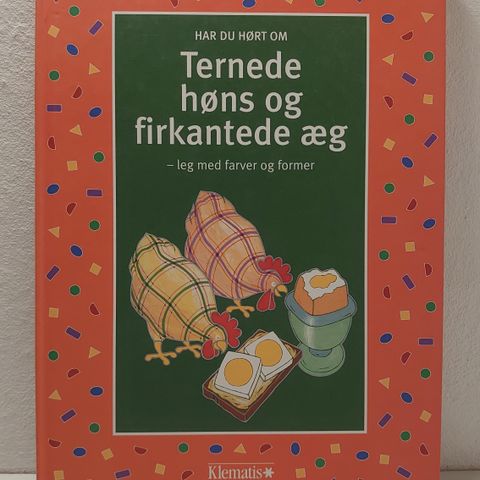 HAR DU HØRT OM
Ternede
høns og
firkantede æg
– leg med farver og former
Klematis